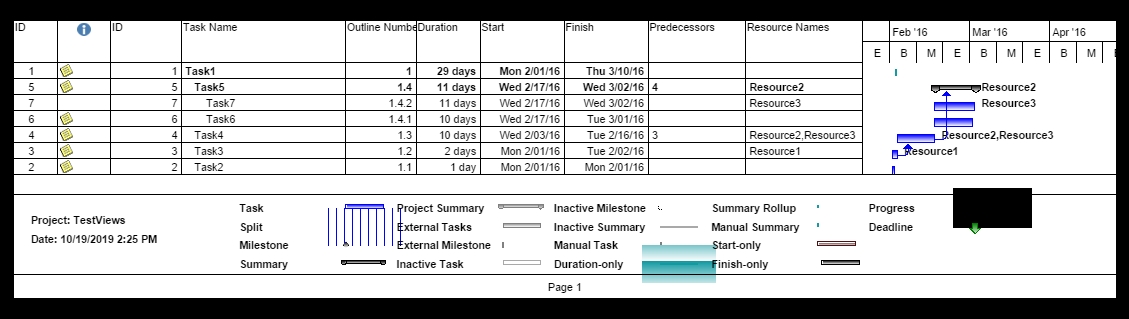 ID ID Task Name Outline Numbe Duration Start Finish Predecessors Resource Names Feb '16 Mar '16 Apr '16
E B M E B M E B M
1 1 Task1 1 29 days Mon 2/01/16 Thu 3/10/16
5 5 Task5 1.4 11 days Wed 2/17/16 Wed 3/02/16 4 Resource2 Resource2
7 7 Task7 1.4.2 11 days Wed 2/17/16 Wed 3/02/16 Resource3 Resource3
6 6 Task6 1.4.1 10 days Wed 2/17/16 Tue 3/01/16
4 4 Task4 1.3 10 days Wed 2/03/16 Tue 2/16/16 3 Resource2,Resource3 Resource2,Resource3
3 3 Task3 1.2 2 days Mon 2/01/16 Tue 2/02/16 Resource1 Resource1
2 2 Task2 1.1 1 day Mon 2/01/16 Mon 2/01/16
Project: TestViews
Date: 10/19/2019 2:25 PM
Task Project Summary Inactive Milestone Summary Rollup Progress
Split External Tasks Inactive Summary Manual Summary Deadline
Milestone External Milestone Manual Task Start-only
Summary Inactive Task Duration-only Finish-only
Page 1